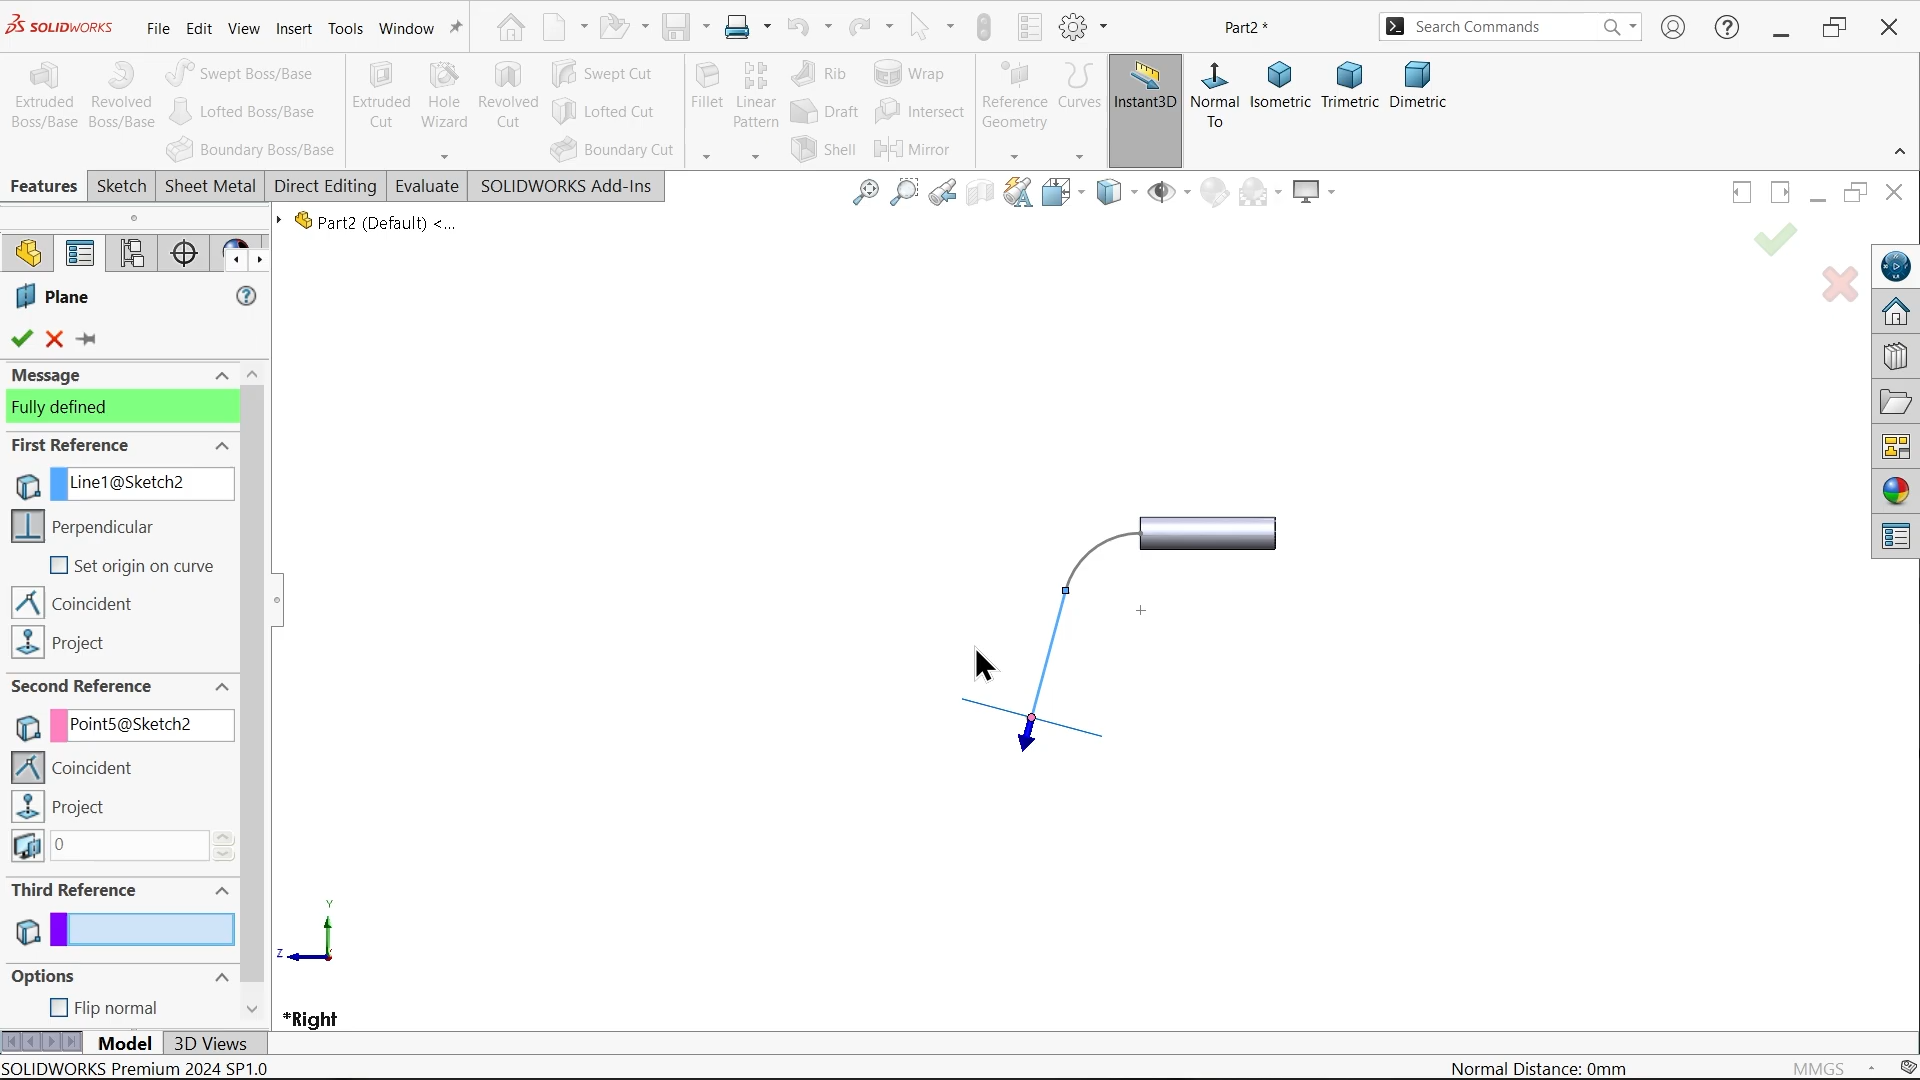 SOLIDWORKS File Edit View Insert Tools Window
Part2 *
Search Commands
Extruded Boss/Base
Revolved Boss/Base
Swept Boss/Base
Lofted Boss/Base
Boundary Boss/Base
Extruded Cut
Hole Wizard
Revolved Cut
Swept Cut
Lofted Cut
Boundary Cut
Fillet
Linear Pattern
Rib
Draft
Shell
Wrap
Intersect
Mirror
Reference Geometry
Curves
Instant3D
Normal To
Isometric
Trimetric
Dimetric
Features Sketch Sheet Metal Direct Editing Evaluate SOLIDWORKS Add-Ins
Part2 (Default) <...
Plane
Message
Fully defined
First Reference
Line1@Sketch2
Perpendicular
Set origin on curve
Coincident
Project
Second Reference
Point5@Sketch2
Coincident
Project
0
Third Reference
Options
Flip normal
Y
Z
*Right
Model 3D Views
SOLIDWORKS Premium 2024 SP1.0
Normal Distance: 0mm
MMGS